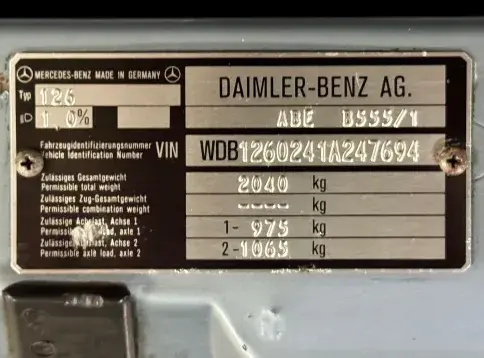 MERCEDES-BENZ MADE IN GERMANY
Typ 126
1,0%
DAIMLER-BENZ AG.
ABE B555/1
Fahrzeugidentifizierungsnummer
Vehicle Identification Number VIN WDB1260241A247694
Zulässiges Gesamtgewicht
Permissible total weight 2040 kg
Zulässiges Zug-Gesamtgewicht
Permissible combination weight ---- kg
Zulässige Achslast, Achse 1
Permissible axle load, axle 1 1- 975 kg
Zulässige Achslast, Achse 2
Permissible axle load, axle 2 2- 1065 kg